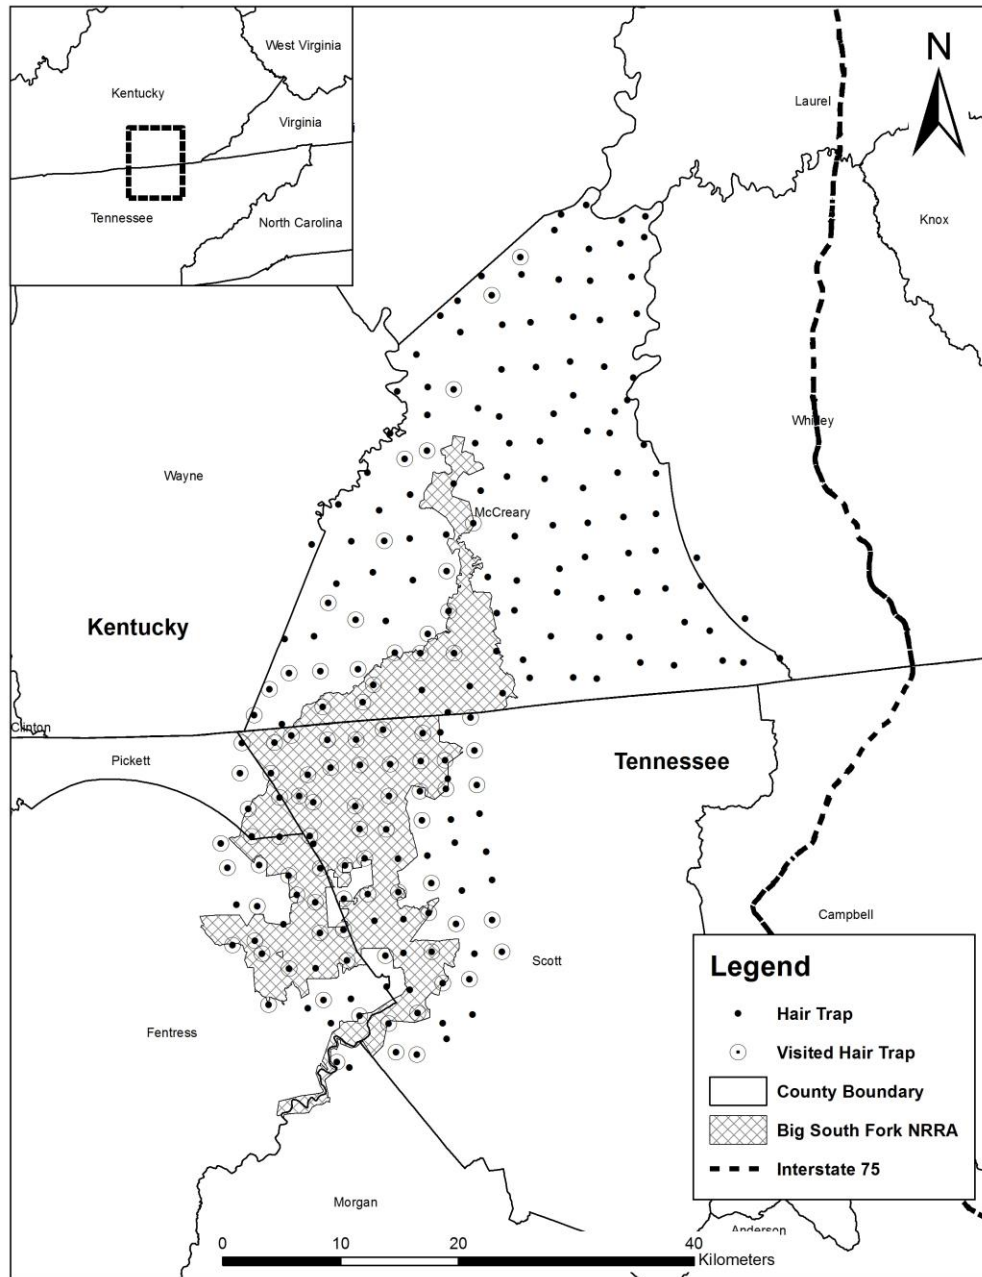 West Virginia
Kentucky
Virginia
Tennessee
North Carolina
N
Laurel
Knox
Whitley
Wayne
McCreary
Kentucky
Clinton
Pickett
Tennessee
Campbell
Scott
Fentress
Morgan
Anderson
Legend
Hair Trap
Visited Hair Trap
County Boundary
Big South Fork NRRA
Interstate 75
0 10 20 40
Kilometers